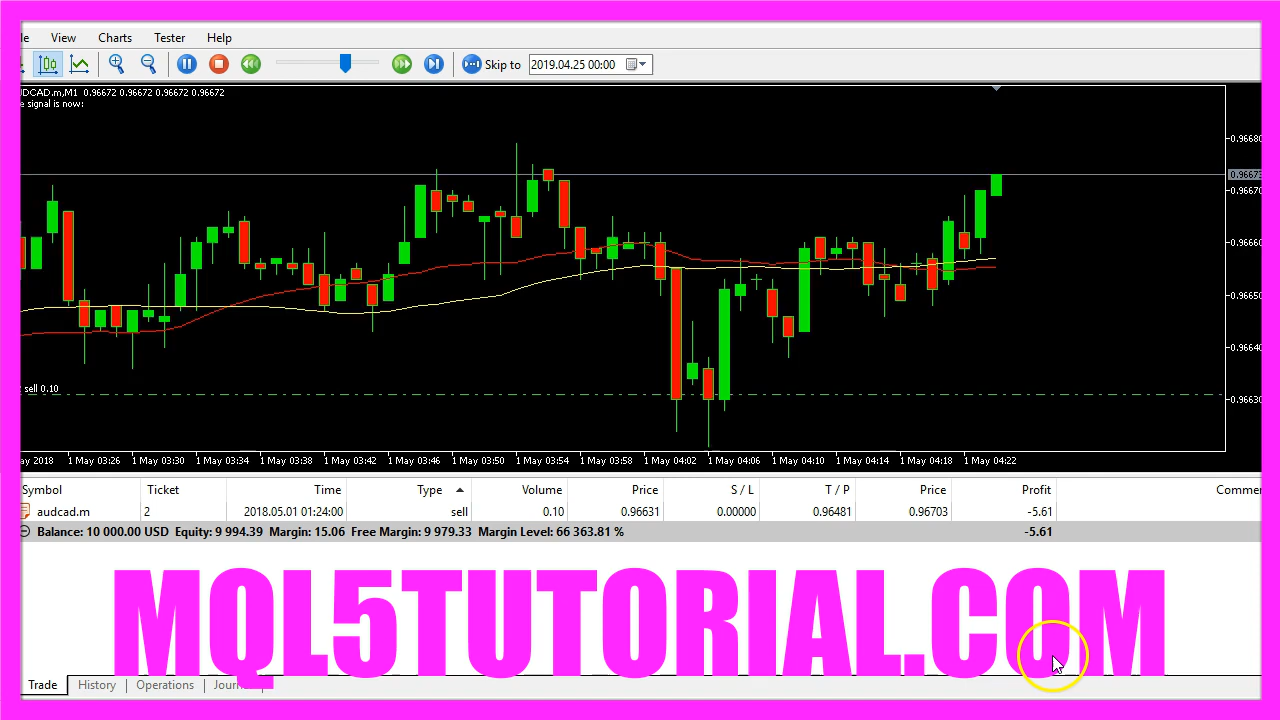 le View Charts Tester Help
Skip to 2019.04.25 00:00
JDCAD.m,M1 0.96672 0.96672 0.96672 0.96672
e signal is now:
0.96680
0.96673
0.96670
0.96660
0.96650
0.96640
sell 0.10
0.96630
ay 2018 1 May 03:26 1 May 03:30 1 May 03:34 1 May 03:38 1 May 03:42 1 May 03:46 1 May 03:50 1 May 03:54 1 May 03:58 1 May 04:02 1 May 04:06 1 May 04:10 1 May 04:14 1 May 04:18 1 May 04:22
Symbol Ticket Time Type Volume Price S / L T / P Price Profit Commer
audcad.m 2 2018.05.01 01:24:00 sell 0.10 0.96631 0.00000 0.96481 0.96703 -5.61
Balance: 10 000.00 USD Equity: 9 994.39 Margin: 15.06 Free Margin: 9 979.33 Margin Level: 66 363.81 % -5.61
MQL5TUTORIAL.COM
Trade History Operations Journ